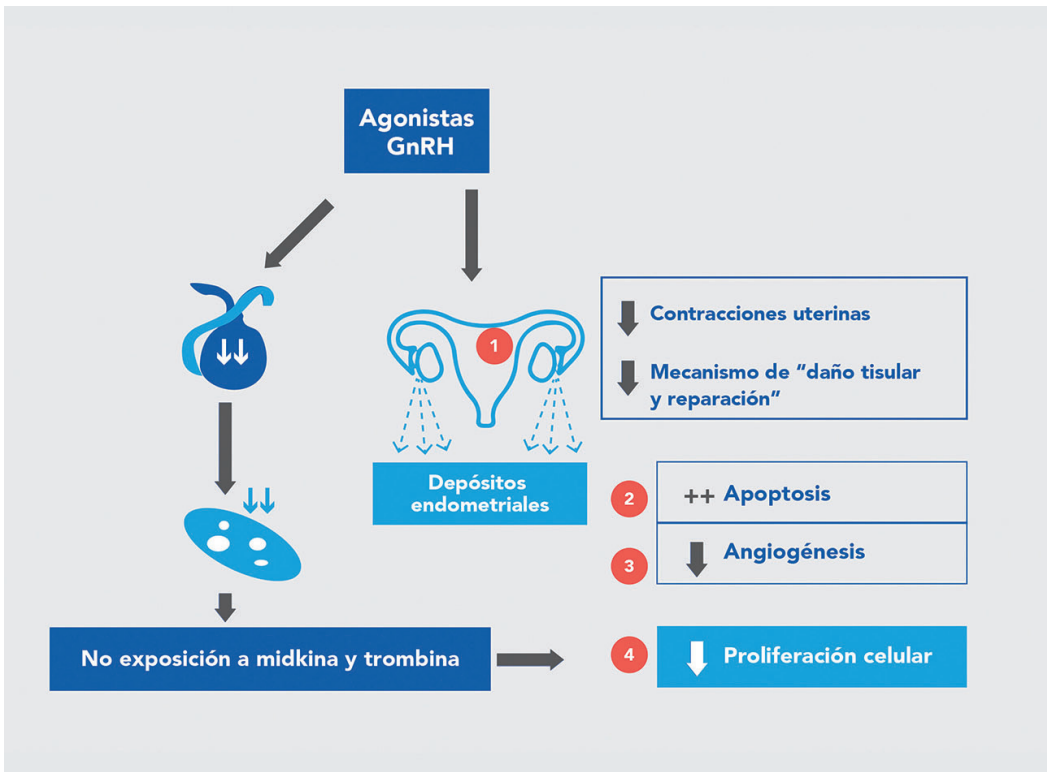 Agonistas
GnRH
1
Contracciones uterinas
Mecanismo de “daño tisular
y reparación”
Depósitos
endometriales
2
++ Apoptosis
3
Angiogénesis
No exposición a midkina y trombina
4
Proliferación celular